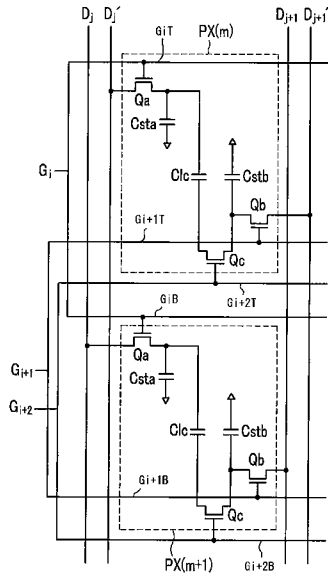 Dj Dj′ GiT PX(m) Dj+1 Dj+1′
Qa
Csta
Gi
Clc Cstb
Qb
Gi+1T
Qc
GiB Gi+2T
Qa
Gi+1
Csta
Gi+2
Clc Cstb
Qb
Gi+1B
Qc
PX(m+1) Gi+2B